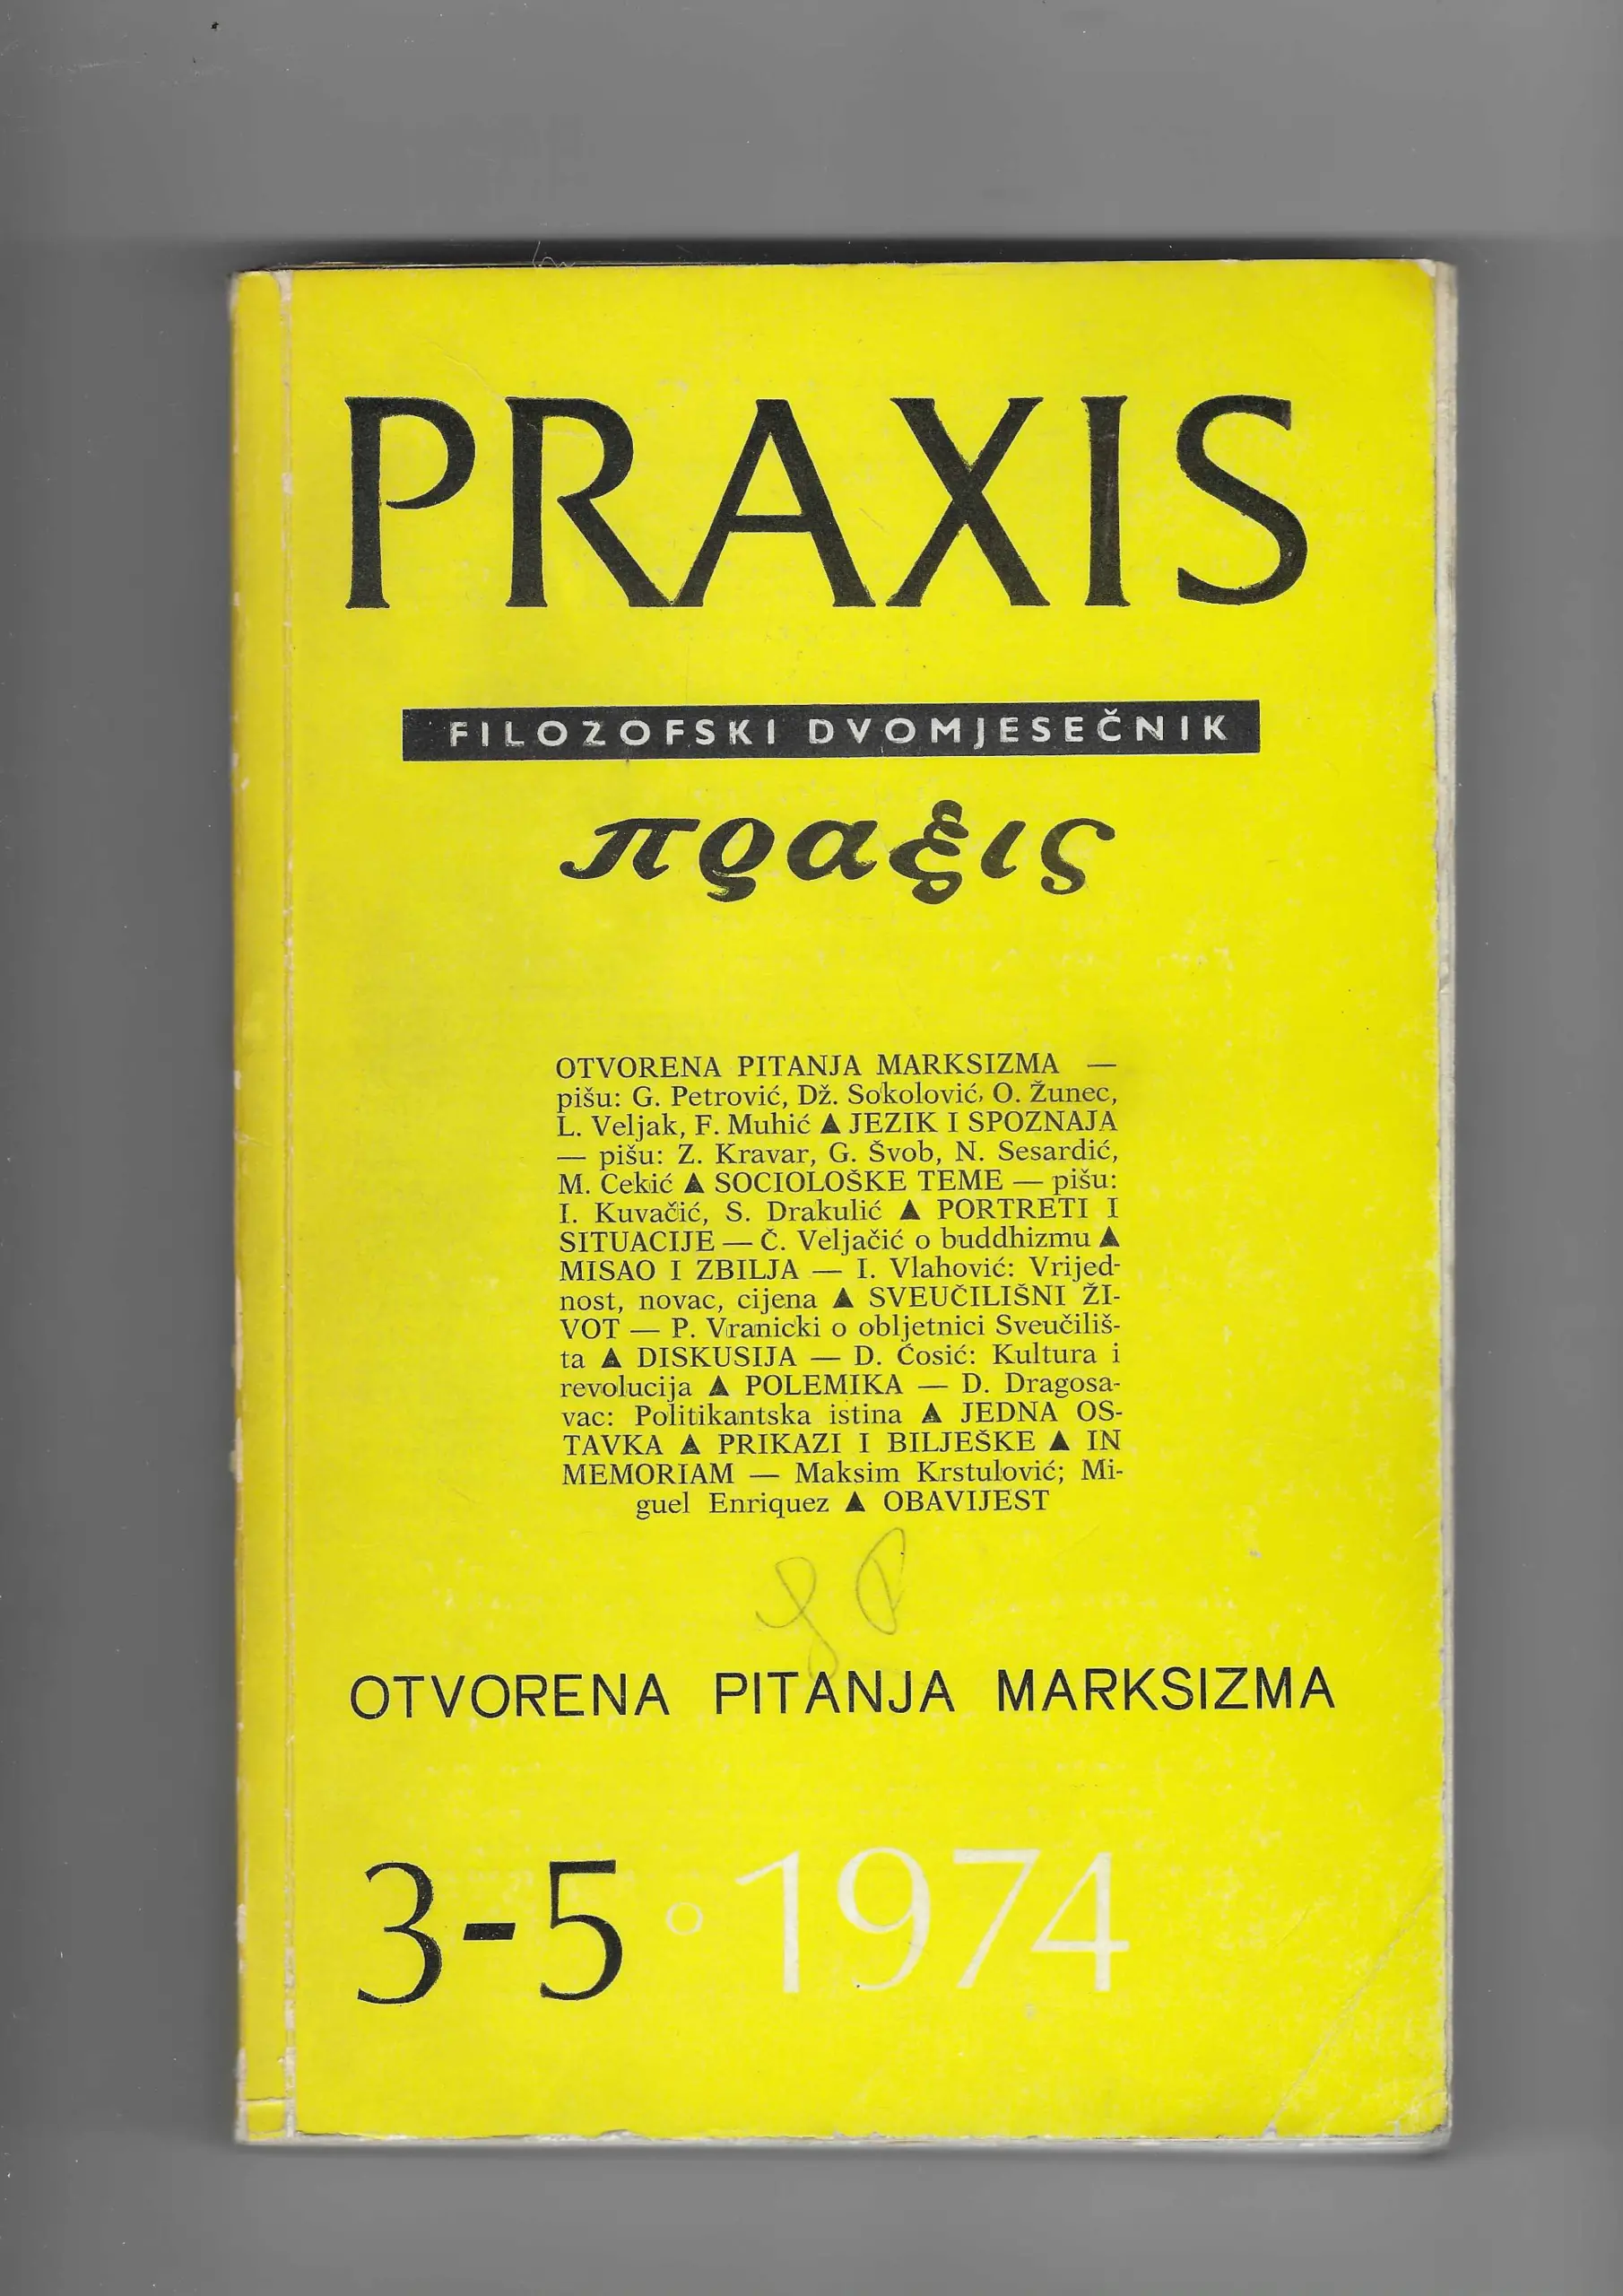 PRAXIS
FILOZOFSKI DVOMJESEČNIK
πραξις
OTVORENA PITANJA MARKSIZMA —
pišu: G. Petrović, Dž. Sokolović, O. Žunec,
L. Veljak, F. Muhić ▲ JEZIK I SPOZNAJA
— pišu: Z. Kravar, G. Švob, N. Sesardić,
M. Cekić ▲ SOCIOLOŠKE TEME — pišu:
I. Kuvačić, S. Drakulić ▲ PORTRETI I
SITUACIJE — Č. Veljačić o buddhizmu ▲
MISAO I ZBILJA — I. Vlahović: Vrijed-
nost, novac, cijena ▲ SVEUČILIŠNI ŽI-
VOT — P. Vranicki o obljetnici Sveučiliš-
ta ▲ DISKUSIJA — D. Ćosić: Kultura i
revolucija ▲ POLEMIKA — D. Dragosa-
vac: Politikantska istina ▲ JEDNA OS-
TAVKA ▲ PRIKAZI I BILJEŠKE ▲ IN
MEMORIAM — Maksim Krstulović; Mi-
guel Enriquez ▲ OBAVIJEST
OTVORENA PITANJA MARKSIZMA
3-5 ○ 1974